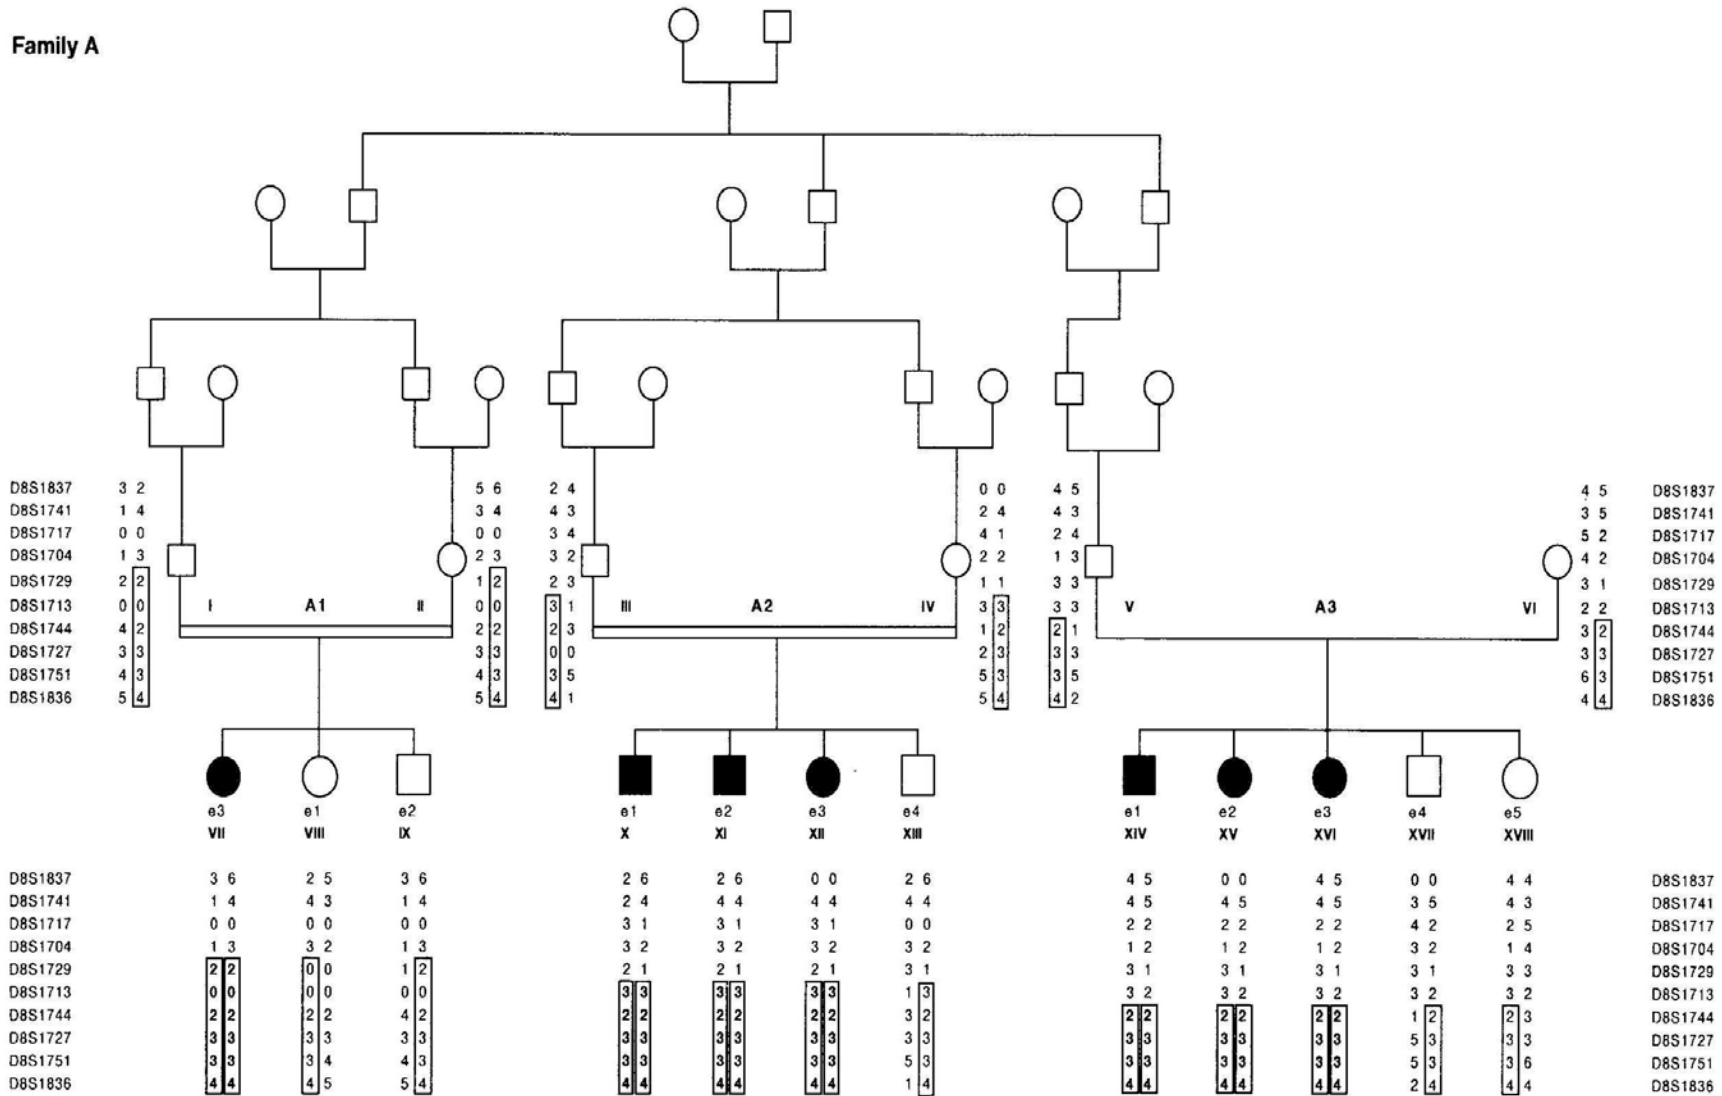 Family A
D8S1837 3 2 5 6 2 4 0 0 4 5 4 5 D8S1837
D8S1741 1 4 3 4 4 3 2 4 4 3 3 5 D8S1741
D8S1717 0 0 0 0 3 4 4 1 2 4 5 2 D8S1717
D8S1704 1 3 2 3 3 2 2 2 1 3 4 2 D8S1704
D8S1729 2 2 1 2 2 3 1 1 3 3 3 1 D8S1729
D8S1713 0 0 I A1 II 0 0 3 1 III A2 IV 3 3 3 3 V A3 VI 2 2 D8S1713
D8S1744 4 2 2 2 2 3 1 2 2 1 3 2 D8S1744
D8S1727 3 3 3 3 0 0 2 3 3 3 3 3 D8S1727
D8S1751 4 3 4 3 3 5 5 3 3 5 6 3 D8S1751
D8S1836 5 4 5 4 4 1 5 4 4 2 4 4 D8S1836
e3 e1 e2 e1 e2 e3 e4 e1 e2 e3 e4 e5
VII VIII IX X XI XII XIII XIV XV XVI XVII XVIII
D8S1837 3 6 2 5 3 6 2 6 2 6 0 0 2 6 4 5 0 0 4 5 0 0 4 4 D8S1837
D8S1741 1 4 4 3 1 4 2 4 4 4 4 4 4 4 4 5 4 5 4 5 3 5 4 3 D8S1741
D8S1717 0 0 0 0 0 0 3 1 3 1 3 1 0 0 2 2 2 2 2 2 4 2 2 5 D8S1717
D8S1704 1 3 3 2 1 3 3 2 3 2 3 2 3 2 1 2 1 2 1 2 3 2 1 4 D8S1704
D8S1729 2 2 0 0 1 2 2 1 2 1 2 1 3 1 3 1 3 1 3 1 3 1 3 3 D8S1729
D8S1713 0 0 0 0 0 0 3 3 3 3 3 3 1 3 3 2 3 2 3 2 3 2 3 2 D8S1713
D8S1744 2 2 2 2 4 2 2 2 2 2 2 2 3 2 2 2 2 2 2 2 1 2 2 3 D8S1744
D8S1727 3 3 3 3 3 3 3 3 3 3 3 3 3 3 3 3 3 3 3 3 5 3 3 3 D8S1727
D8S1751 3 3 3 4 4 3 3 3 3 3 3 3 5 3 3 3 3 3 3 3 5 3 3 6 D8S1751
D8S1836 4 4 4 5 5 4 4 4 4 4 4 4 1 4 4 4 4 4 4 4 2 4 4 4 D8S1836